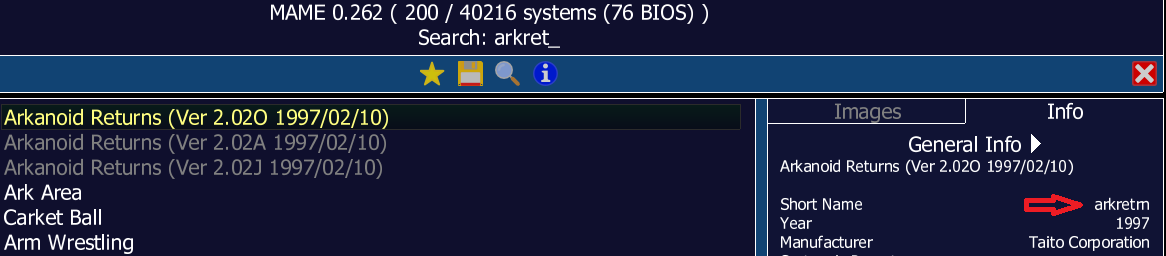 MAME 0.262 ( 200 / 40216 systems (76 BIOS) )
Search: arkret_
Arkanoid Returns (Ver 2.02O 1997/02/10)
Arkanoid Returns (Ver 2.02A 1997/02/10)
Arkanoid Returns (Ver 2.02J 1997/02/10)
Ark Area
Carket Ball
Arm Wrestling
Images
Info
General Info
Arkanoid Returns (Ver 2.02O 1997/02/10)
Short Name arkretrn
Year 1997
Manufacturer Taito Corporation